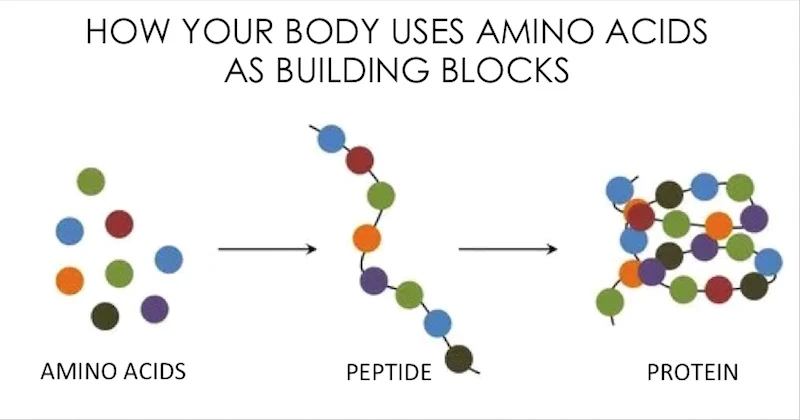 HOW YOUR BODY USES AMINO ACIDS
AS BUILDING BLOCKS
AMINO ACIDS
PEPTIDE
PROTEIN